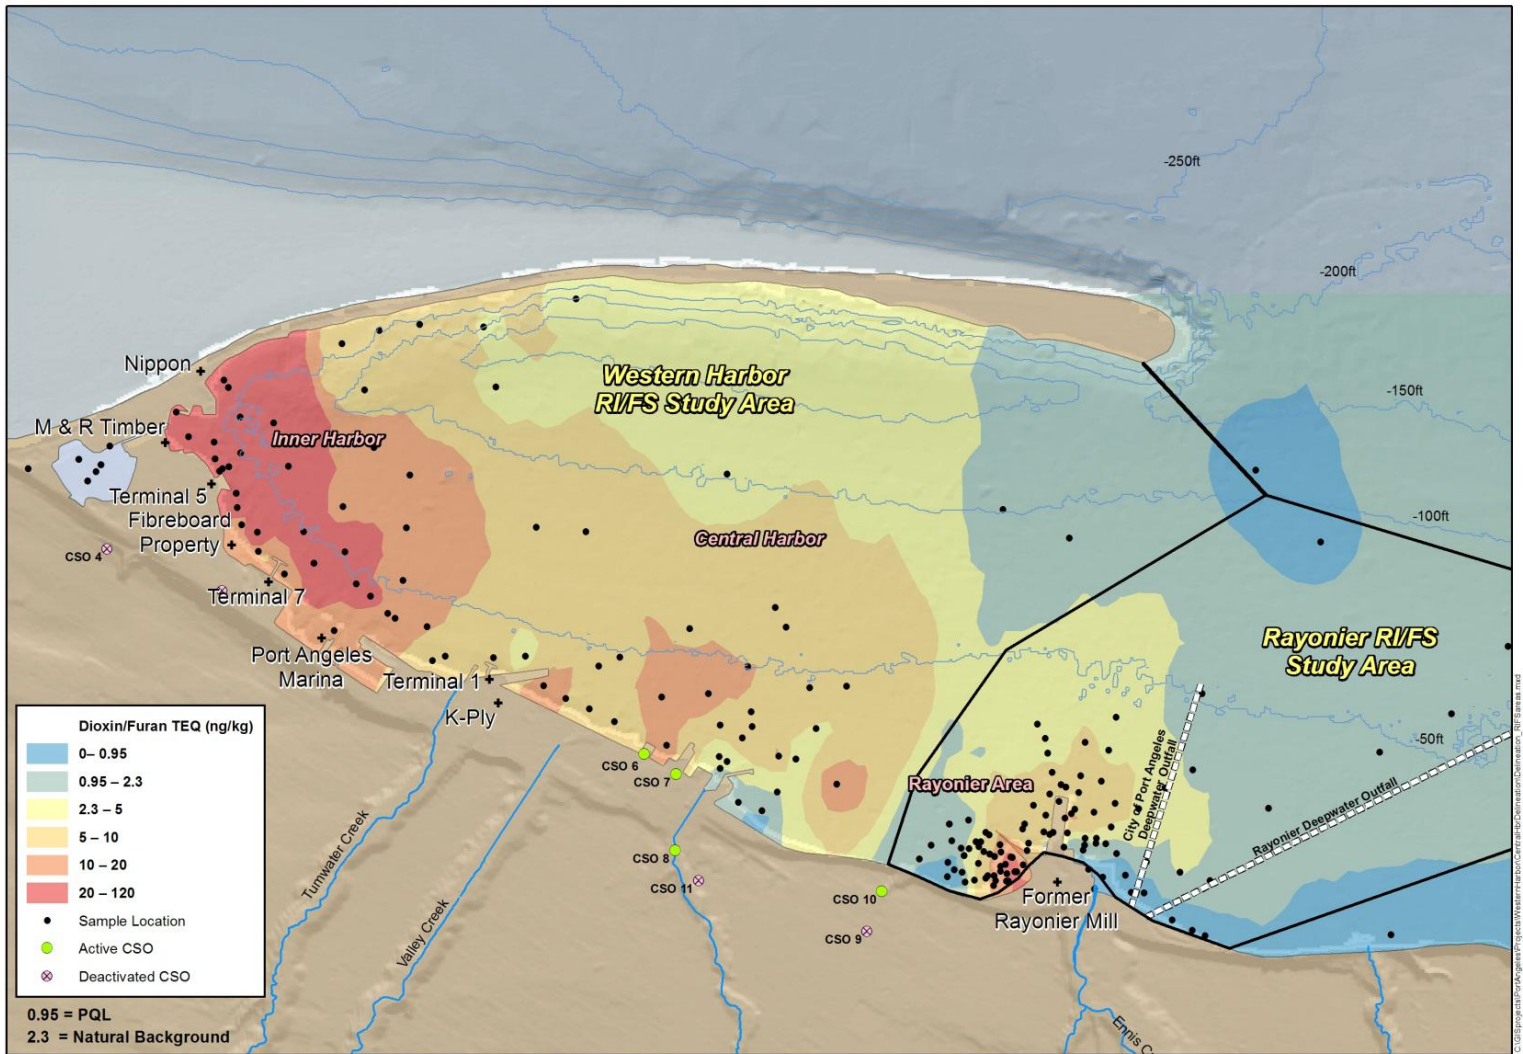 -250ft
-200ft
Nippon
Western Harbor
RI/FS Study Area
-150ft
M & R Timber
Inner Harbor
Terminal 5
Fibreboard
Property
-100ft
Central Harbor
CSO 4
Terminal 7
Rayonier RI/FS
Study Area
Port Angeles
Marina
Terminal 1
K-Ply
-50ft
CSO 6
CSO 7
Rayonier Area
City of Port Angeles
Deepwater Outfall
Rayonier Deepwater Outfall
Tumwater Creek
CSO 8
CSO 11
CSO 10
Former
Rayonier Mill
Valley Creek
CSO 9
Ennis C
Dioxin/Furan TEQ (ng/kg)
0– 0.95
0.95 – 2.3
2.3 – 5
5 – 10
10 – 20
20 – 120
Sample Location
Active CSO
Deactivated CSO
0.95 = PQL
2.3 = Natural Background